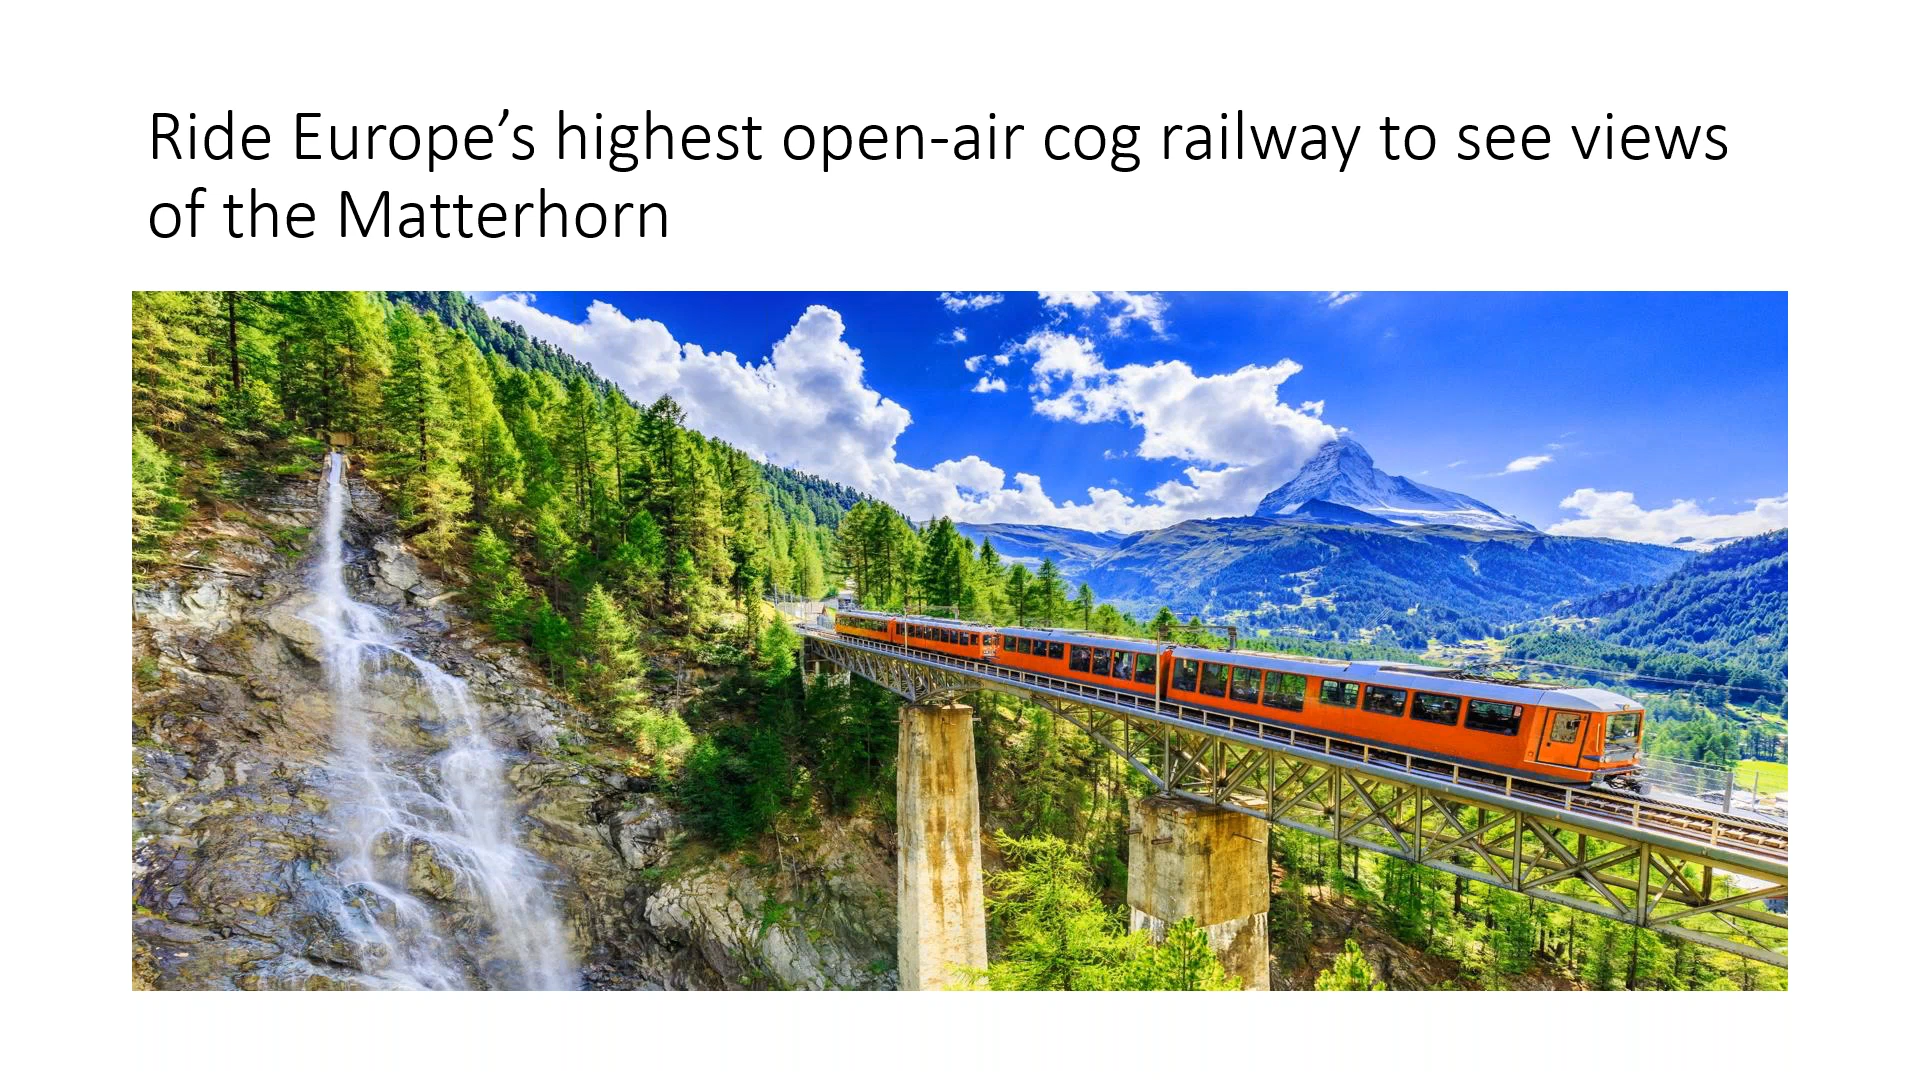 Ride Europe’s highest open-air cog railway to see views
of the Matterhorn